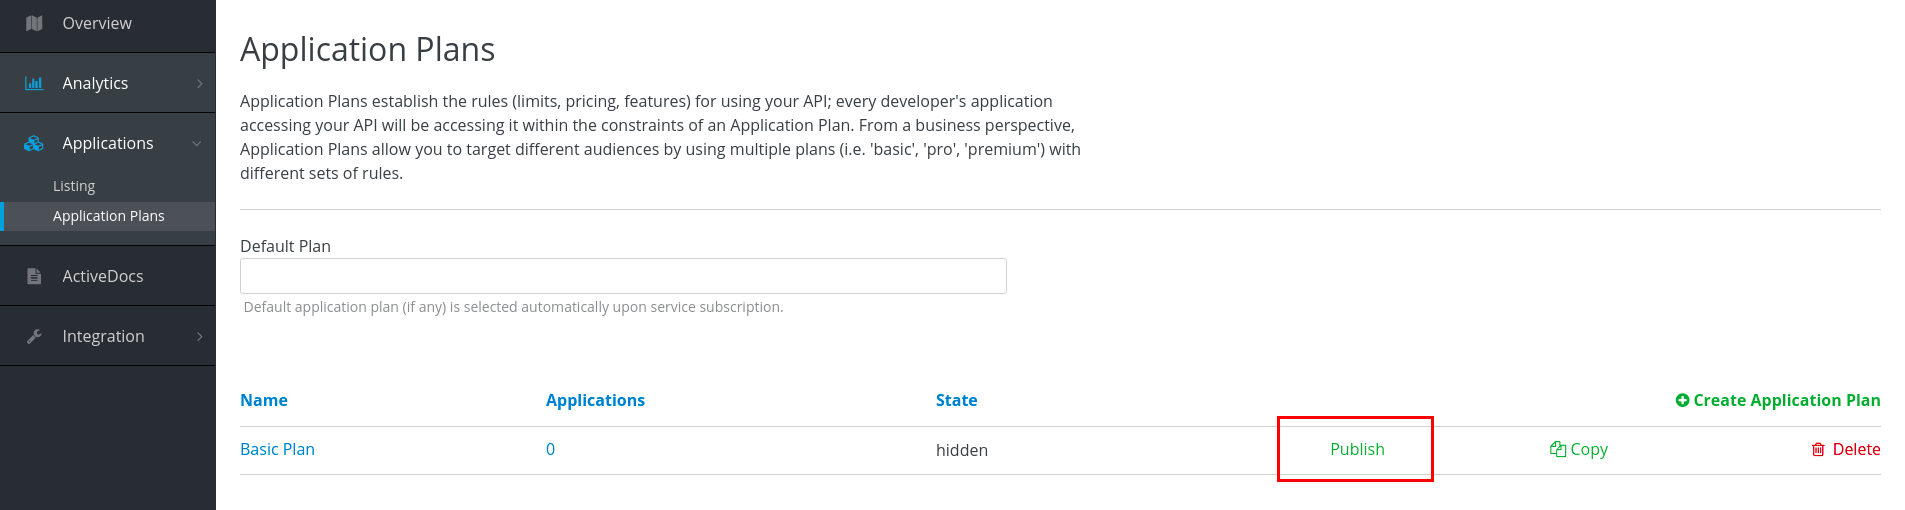 Overview
Analytics
Applications
Listing
Application Plans
ActiveDocs
Integration
Application Plans
Application Plans establish the rules (limits, pricing, features) for using your API; every developer's application
accessing your API will be accessing it within the constraints of an Application Plan. From a business perspective,
Application Plans allow you to target different audiences by using multiple plans (i.e. 'basic', 'pro', 'premium') with
different sets of rules.
Default Plan
Default application plan (if any) is selected automatically upon service subscription.
Name Applications State Create Application Plan
Basic Plan 0 hidden Publish Copy Delete